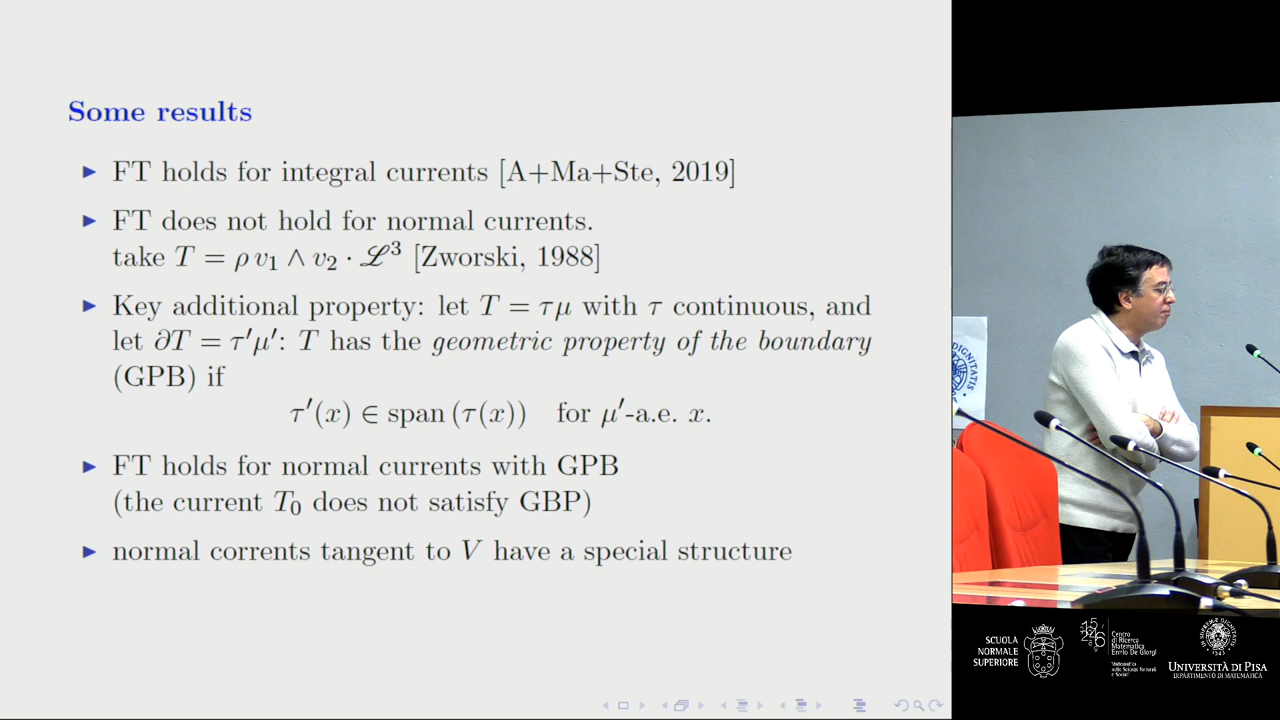 Some results
▶ FT holds for integral currents [A+Ma+Ste, 2019]
▶ FT does not hold for normal currents.
take T = ρ v₁ ∧ v₂ · ℒ³ [Zworski, 1988]
▶ Key additional property: let T = τμ with τ continuous, and
let ∂T = τ′μ′: T has the geometric property of the boundary
(GPB) if
τ′(x) ∈ span (τ(x)) for μ′-a.e. x.
▶ FT holds for normal currents with GPB
(the current T₀ does not satisfy GBP)
▶ normal corrents tangent to V have a special structure
DIGNITATIS
SCUOLA
NORMALE
SUPERIORE
Centro
di Ricerca
Matematica
Ennio De Giorgi
UNIVERSITÀ DI PISA
DIPARTIMENTO DI MATEMATICA